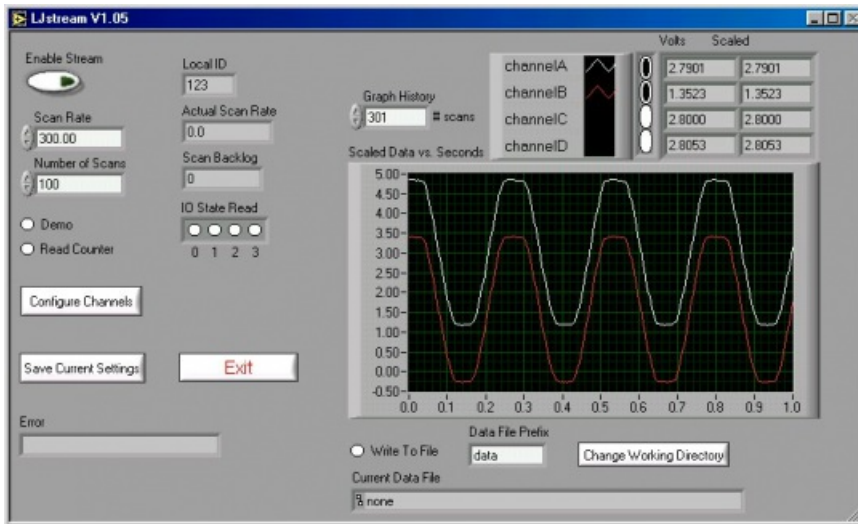 LJstream V1.05
Enable Stream
Local ID
123
Scan Rate
300.00
Actual Scan Rate
0.0
Number of Scans
100
Scan Backlog
0
Demo
Read Counter
IO State Read
0 1 2 3
Configure Channels
Save Current Settings
Exit
Error
Graph History
301 # scans
Volts Scaled
channelA 2.7901 2.7901
channelB 1.3523 1.3523
channelC 2.8000 2.8000
channelD 2.8053 2.8053
Scaled Data vs. Seconds
5.00
4.50
4.00
3.50
3.00
2.50
2.00
1.50
1.00
0.50
0.00
-0.50
0.0 0.1 0.2 0.3 0.4 0.5 0.6 0.7 0.8 0.9 1.0
Write To File
Data File Prefix
data
Change Working Directory
Current Data File
none